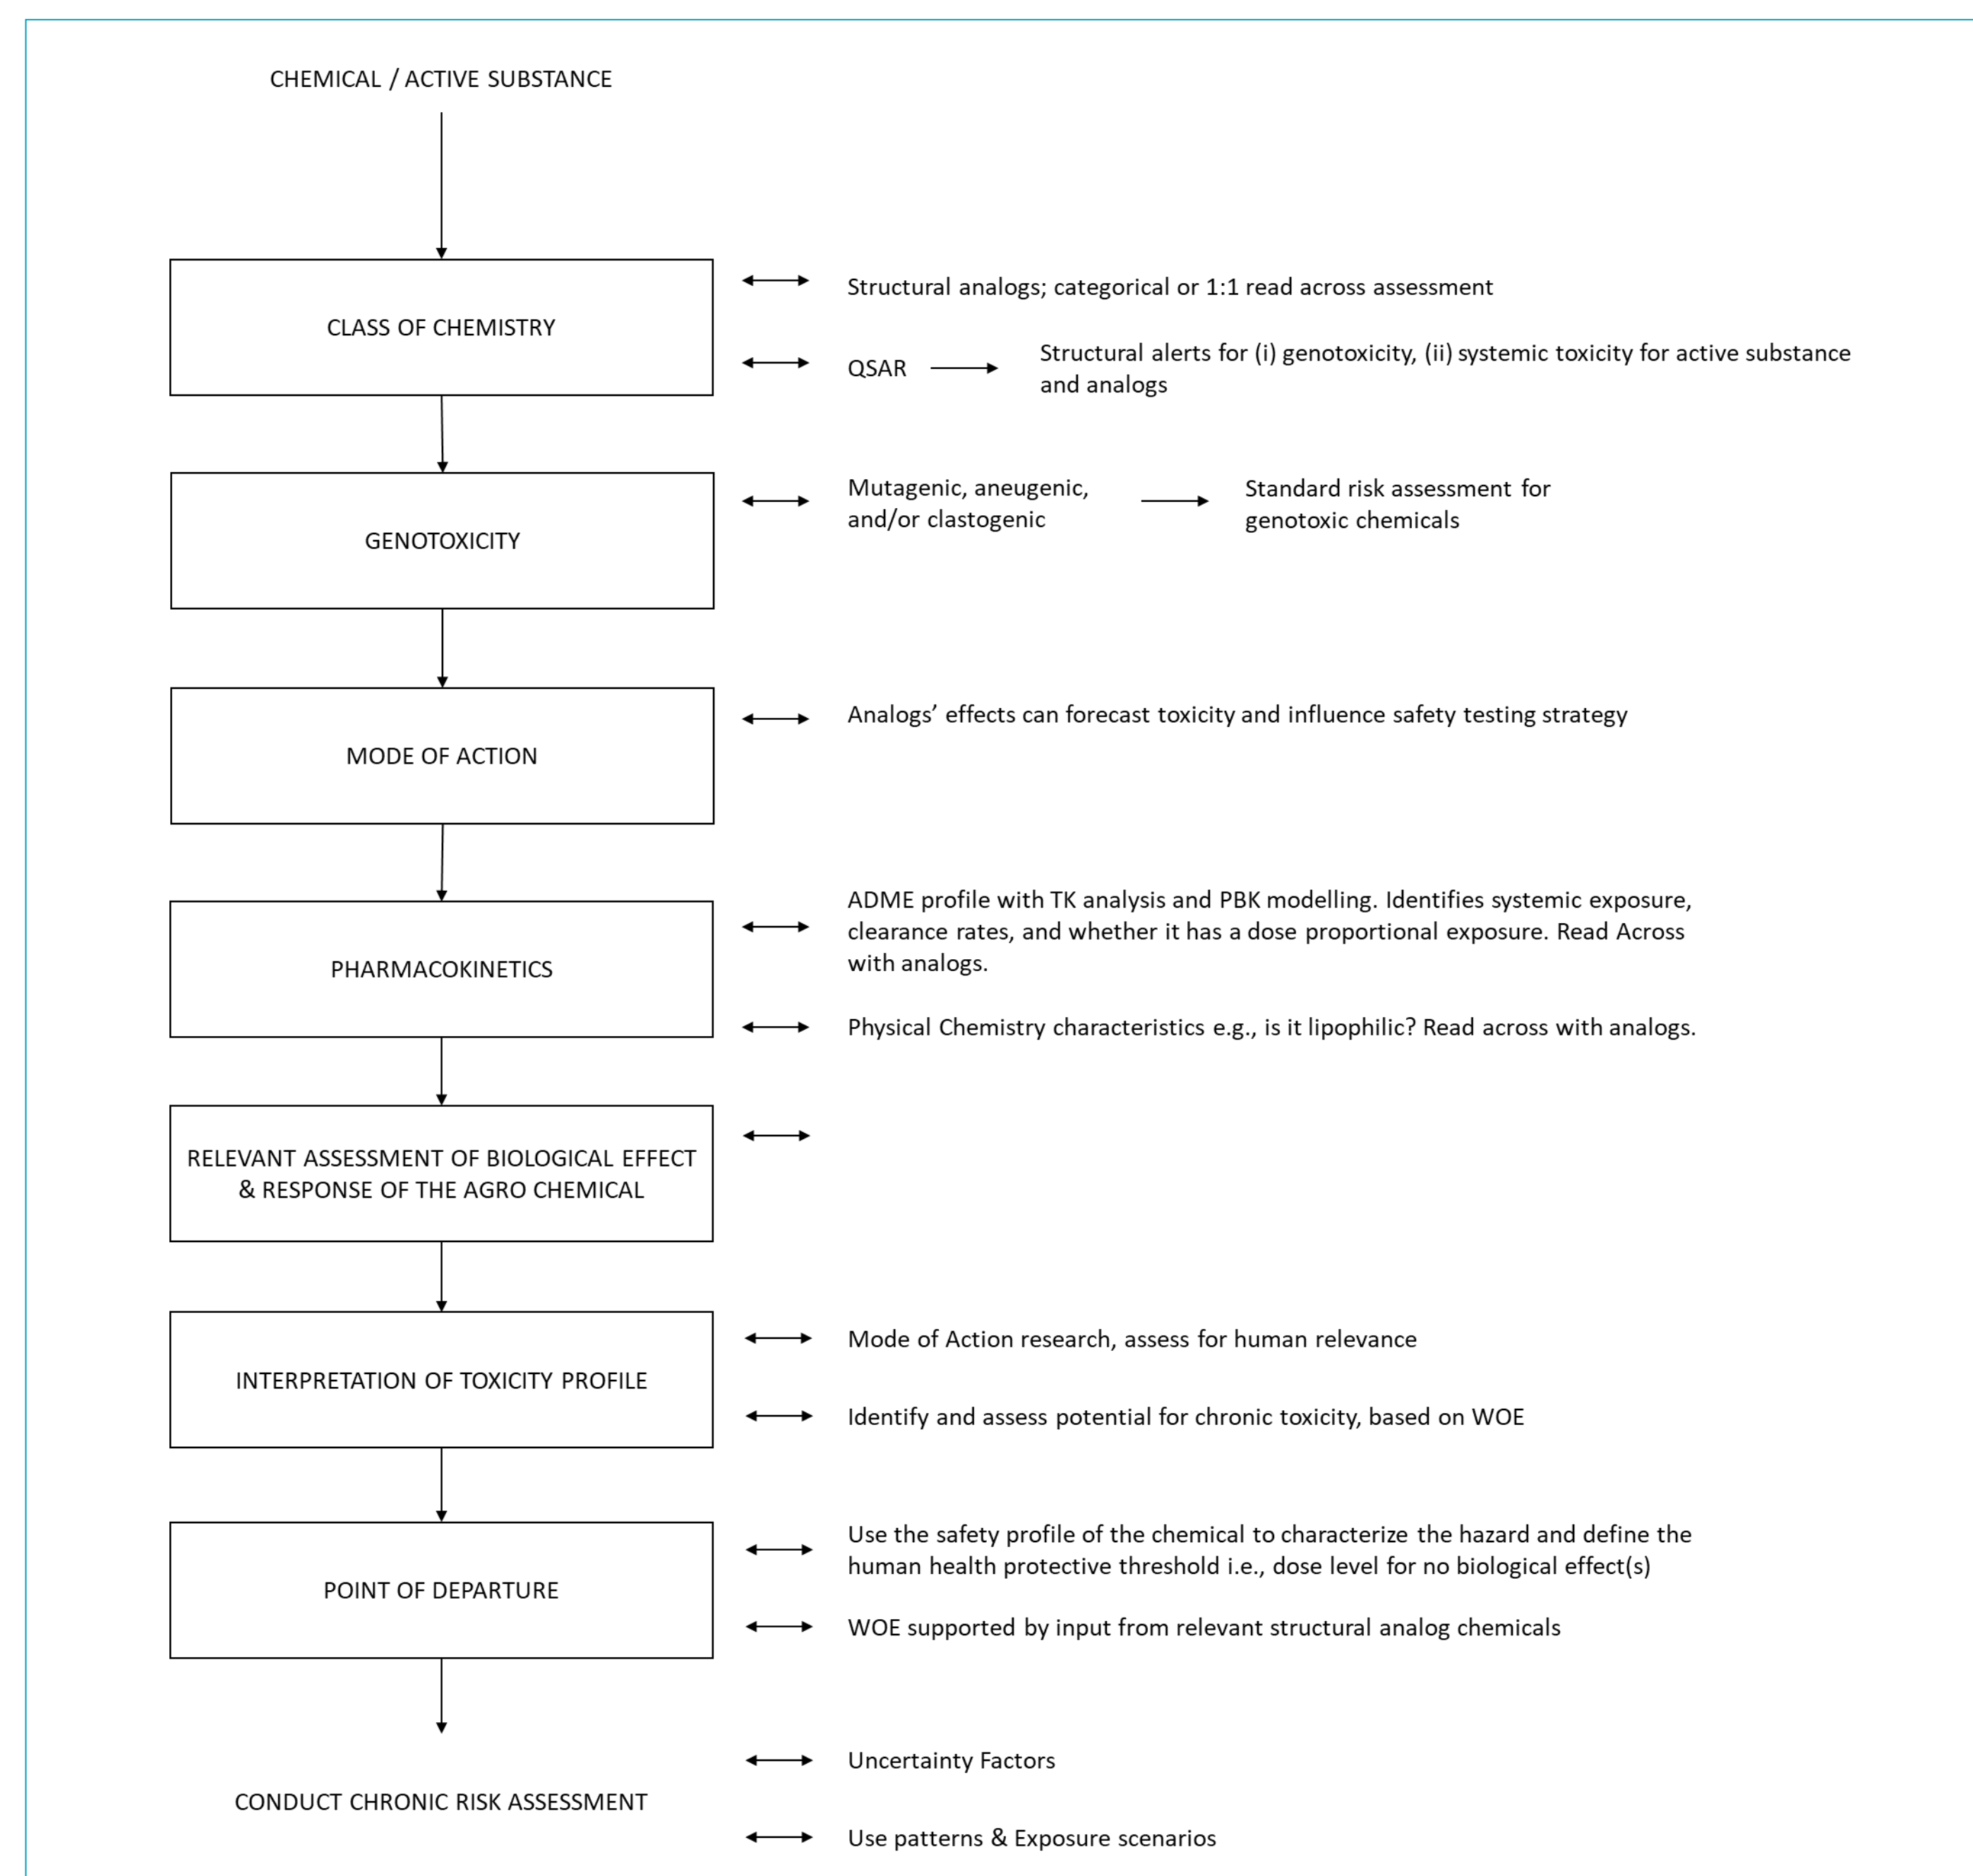 CHEMICAL / ACTIVE SUBSTANCE
CLASS OF CHEMISTRY
Structural analogs; categorical or 1:1 read across assessment
QSAR
Structural alerts for (i) genotoxicity, (ii) systemic toxicity for active substance
and analogs
GENOTOXICITY
Mutagenic, aneugenic,
and/or clastogenic
Standard risk assessment for
genotoxic chemicals
MODE OF ACTION
Analogs’ effects can forecast toxicity and influence safety testing strategy
PHARMACOKINETICS
ADME profile with TK analysis and PBK modelling. Identifies systemic exposure,
clearance rates, and whether it has a dose proportional exposure. Read Across
with analogs.
Physical Chemistry characteristics e.g., is it lipophilic? Read across with analogs.
RELEVANT ASSESSMENT OF BIOLOGICAL EFFECT
& RESPONSE OF THE AGRO CHEMICAL
INTERPRETATION OF TOXICITY PROFILE
Mode of Action research, assess for human relevance
Identify and assess potential for chronic toxicity, based on WOE
POINT OF DEPARTURE
Use the safety profile of the chemical to characterize the hazard and define the
human health protective threshold i.e., dose level for no biological effect(s)
WOE supported by input from relevant structural analog chemicals
CONDUCT CHRONIC RISK ASSESSMENT
Uncertainty Factors
Use patterns & Exposure scenarios